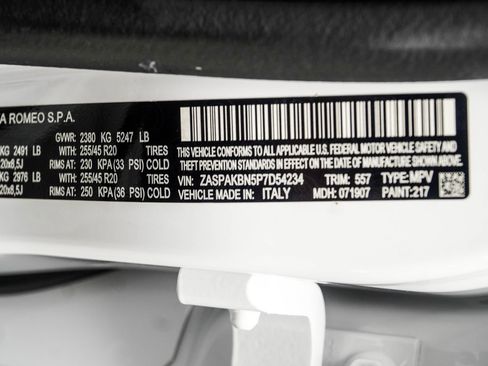 A ROMEO S.P.A.
GVWR: 2380 KG 5247 LB
KG 2491 LB TIRES: 255/45 R20
20x8,5J RIMS AT: 230 KPA (33 PSI) COLD
KG 2976 LB TIRES: 255/45 R20
20x8,5J RIMS AT: 250 KPA (36 PSI) COLD
THIS VEHICLE CONFORMS TO ALL APPLICABLE U.S. FEDERAL MOTOR VEHICLE SAFETY AND
THEFT PREVENTION STANDARDS IN EFFECT ON THE DATE OF MANUFACTURE SHOWN ABOVE.
VIN: ZASPAKBN5P7D54234 TRIM: 557 TYPE: MPV
VEHICLE MADE IN: ITALY MDH: 071907 PAINT: 217